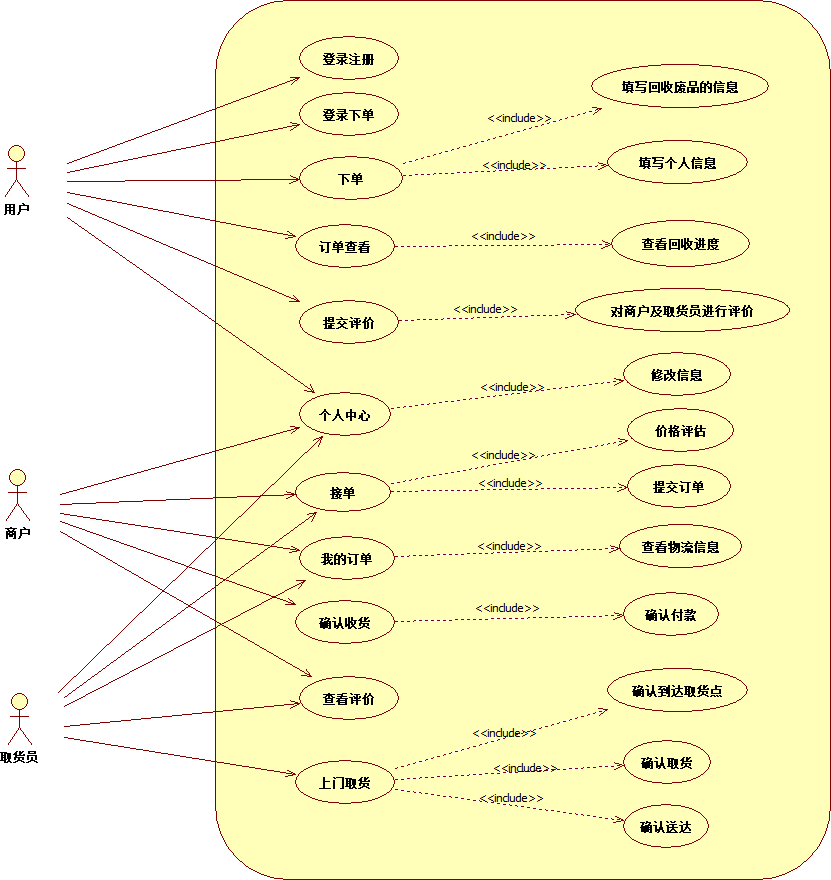 登录注册
填写回收废品的信息
登录下单
<<include>>
填写个人信息
<<include>>
下单
用户
<<include>>
订单查看
查看回收进度
<<include>>
对商户及取货员进行评价
提交评价
修改信息
<<include>>
个人中心
价格评估
<<include>>
<<include>>
提交订单
接单
商户
<<include>>
查看物流信息
我的订单
<<include>>
确认付款
确认收货
确认到达取货点
查看评价
<<include>>
取货员
确认取货
<<include>>
上门取货
<<include>>
确认送达